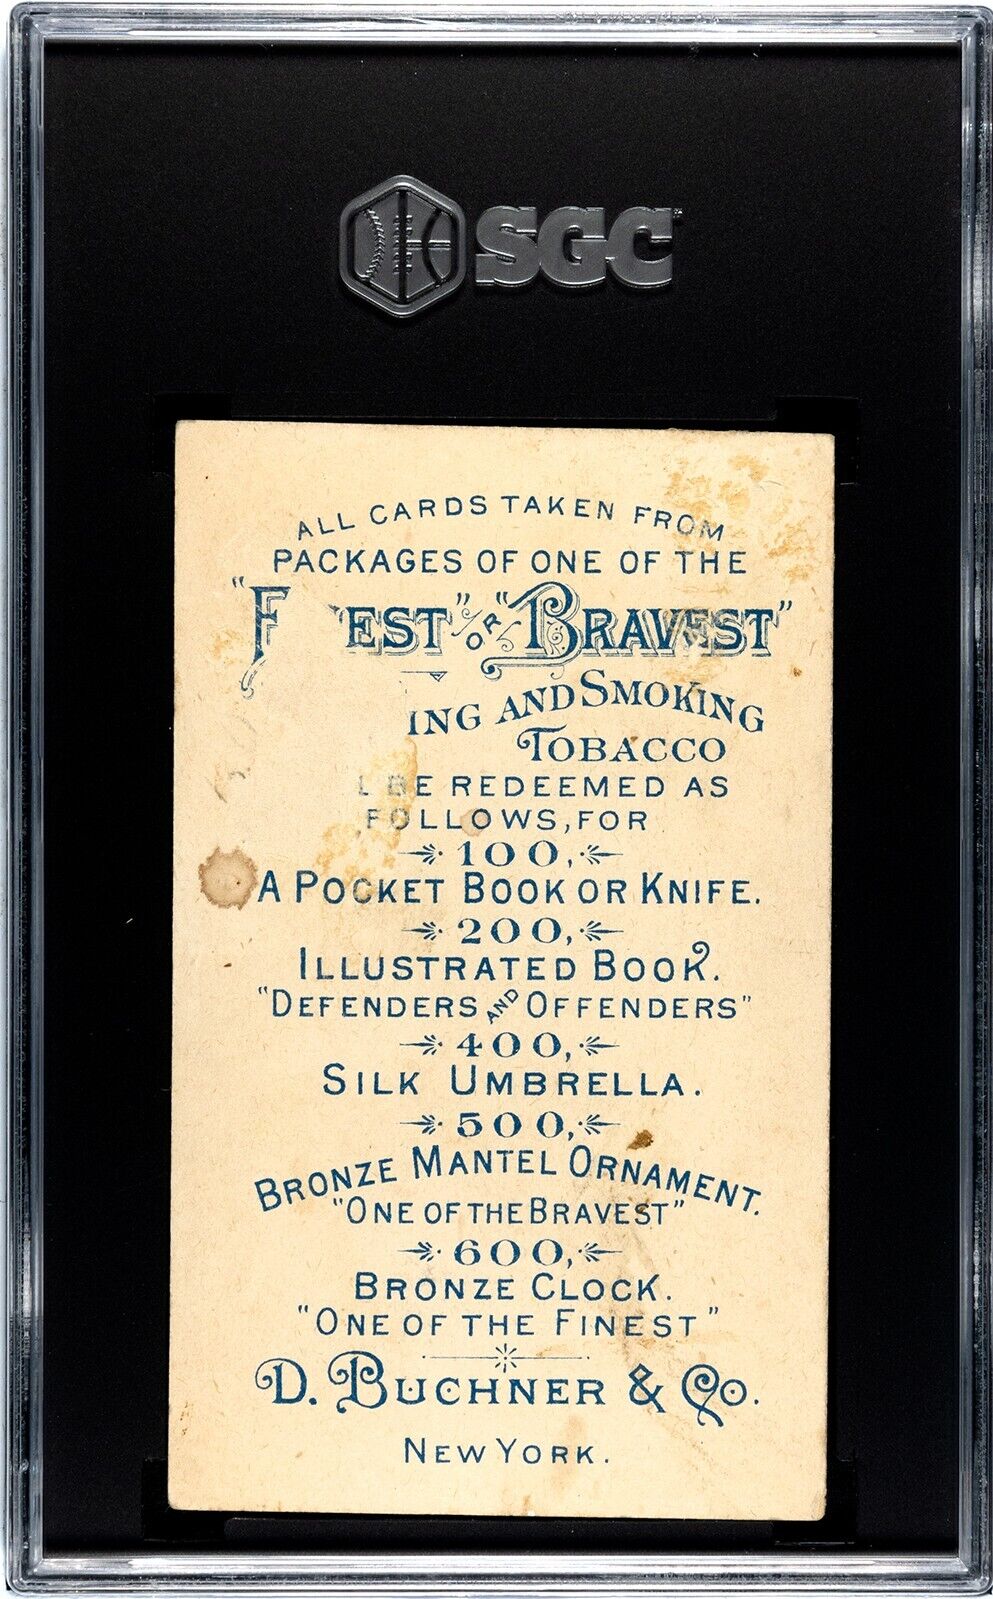 SGC
ALL CARDS TAKEN FROM
PACKAGES OF ONE OF THE
"F EST" OR "BRAVEST"
ING AND SMOKING
TOBACCO
L BE REDEEMED AS
FOLLOWS, FOR
100,
A POCKET BOOK OR KNIFE.
200,
ILLUSTRATED BOOK.
"DEFENDERS AND OFFENDERS"
400,
SILK UMBRELLA.
500,
BRONZE MANTEL ORNAMENT.
"ONE OF THE BRAVEST"
600,
BRONZE CLOCK.
"ONE OF THE FINEST"
D. BUCHNER & CO.
NEW YORK.